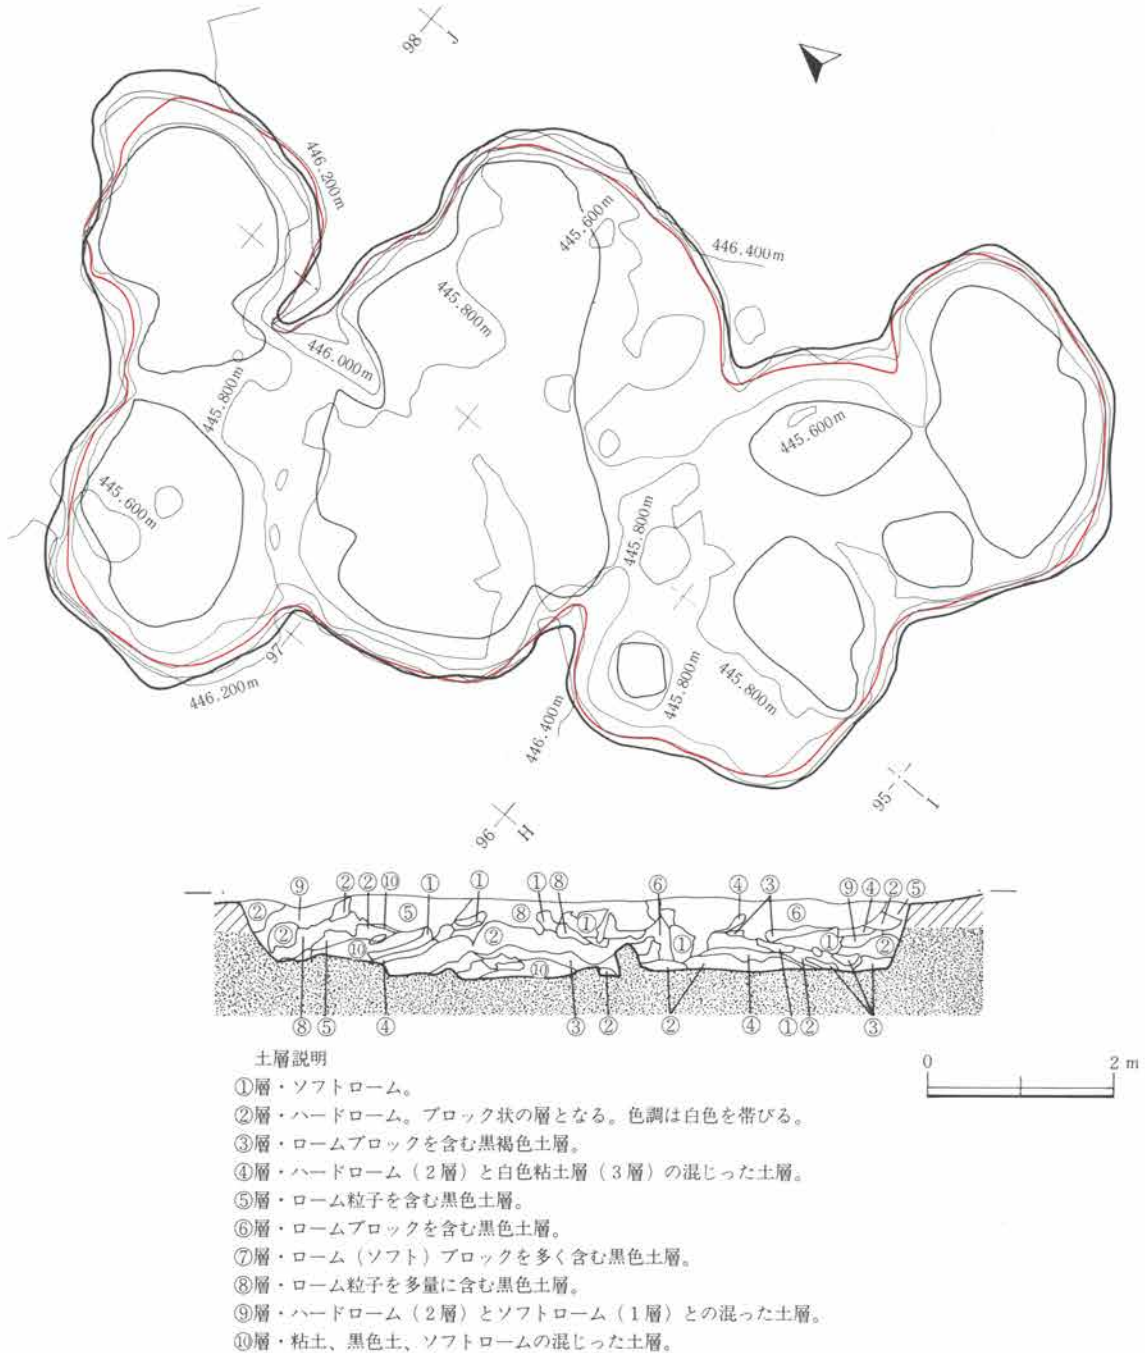 98
J
446.200m
445.600m
446.400m
445.800m
446.000m
445.800m
445.600m
445.600m
445.800m
97
446.200m
445.800m
445.800m
446.400m
95
I
96
H
⑨ ② ② ⑩ ① ① ① ⑧ ⑥ ④ ③ ⑨ ④ ② ⑤
② ⑤ ⑧ ① ⑥
② ② ① ① ②
⑩ ⑩
⑧ ⑤ ④ ③ ② ② ④ ① ② ③
土層説明
0 2 m
①層・ソフトローム。
②層・ハードローム。ブロック状の層となる。色調は白色を帯びる。
③層・ロームブロックを含む黒褐色土層。
④層・ハードローム（2層）と白色粘土層（3層）の混じった土層。
⑤層・ローム粒子を含む黒色土層。
⑥層・ロームブロックを含む黒色土層。
⑦層・ローム（ソフト）ブロックを多く含む黒色土層。
⑧層・ローム粒子を多量に含む黒色土層。
⑨層・ハードローム（2層）とソフトローム（1層）との混った土層。
⑩層・粘土、黒色土、ソフトロームの混じった土層。